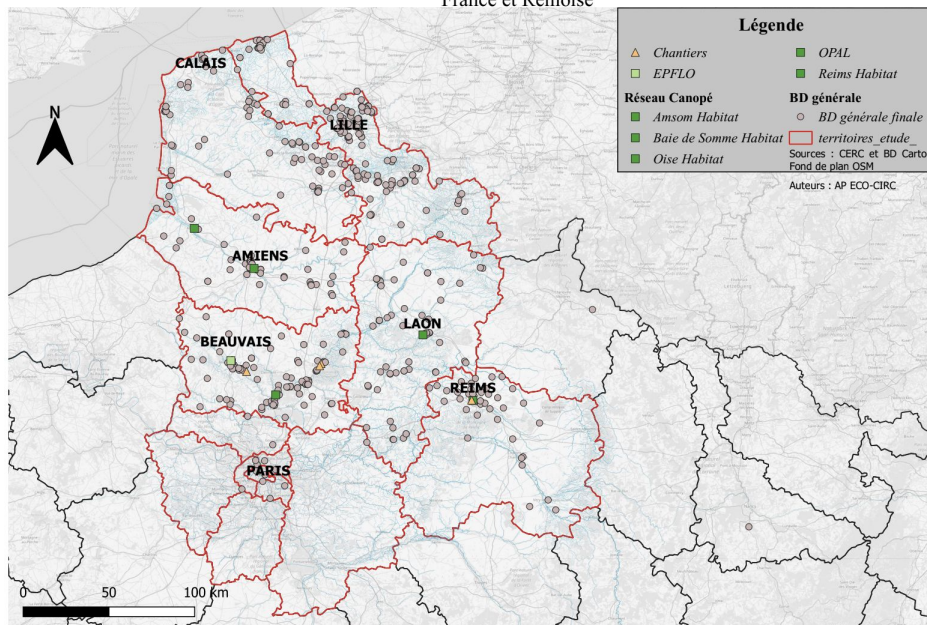 France et Rémoise
Légende
Chantiers
EPFLO
Réseau Canopé
Amsom Habitat
Baie de Somme Habitat
Oise Habitat
OPAL
Reims Habitat
BD générale
BD générale finale
territoires_etude_
Sources : CERC et BD Carto
Fond de plan OSM
Auteurs : AP ECO-CIRC
N
CALAIS
LILLE
AMIENS
LAON
BEAUVAIS
REIMS
PARIS
0 50 100 km